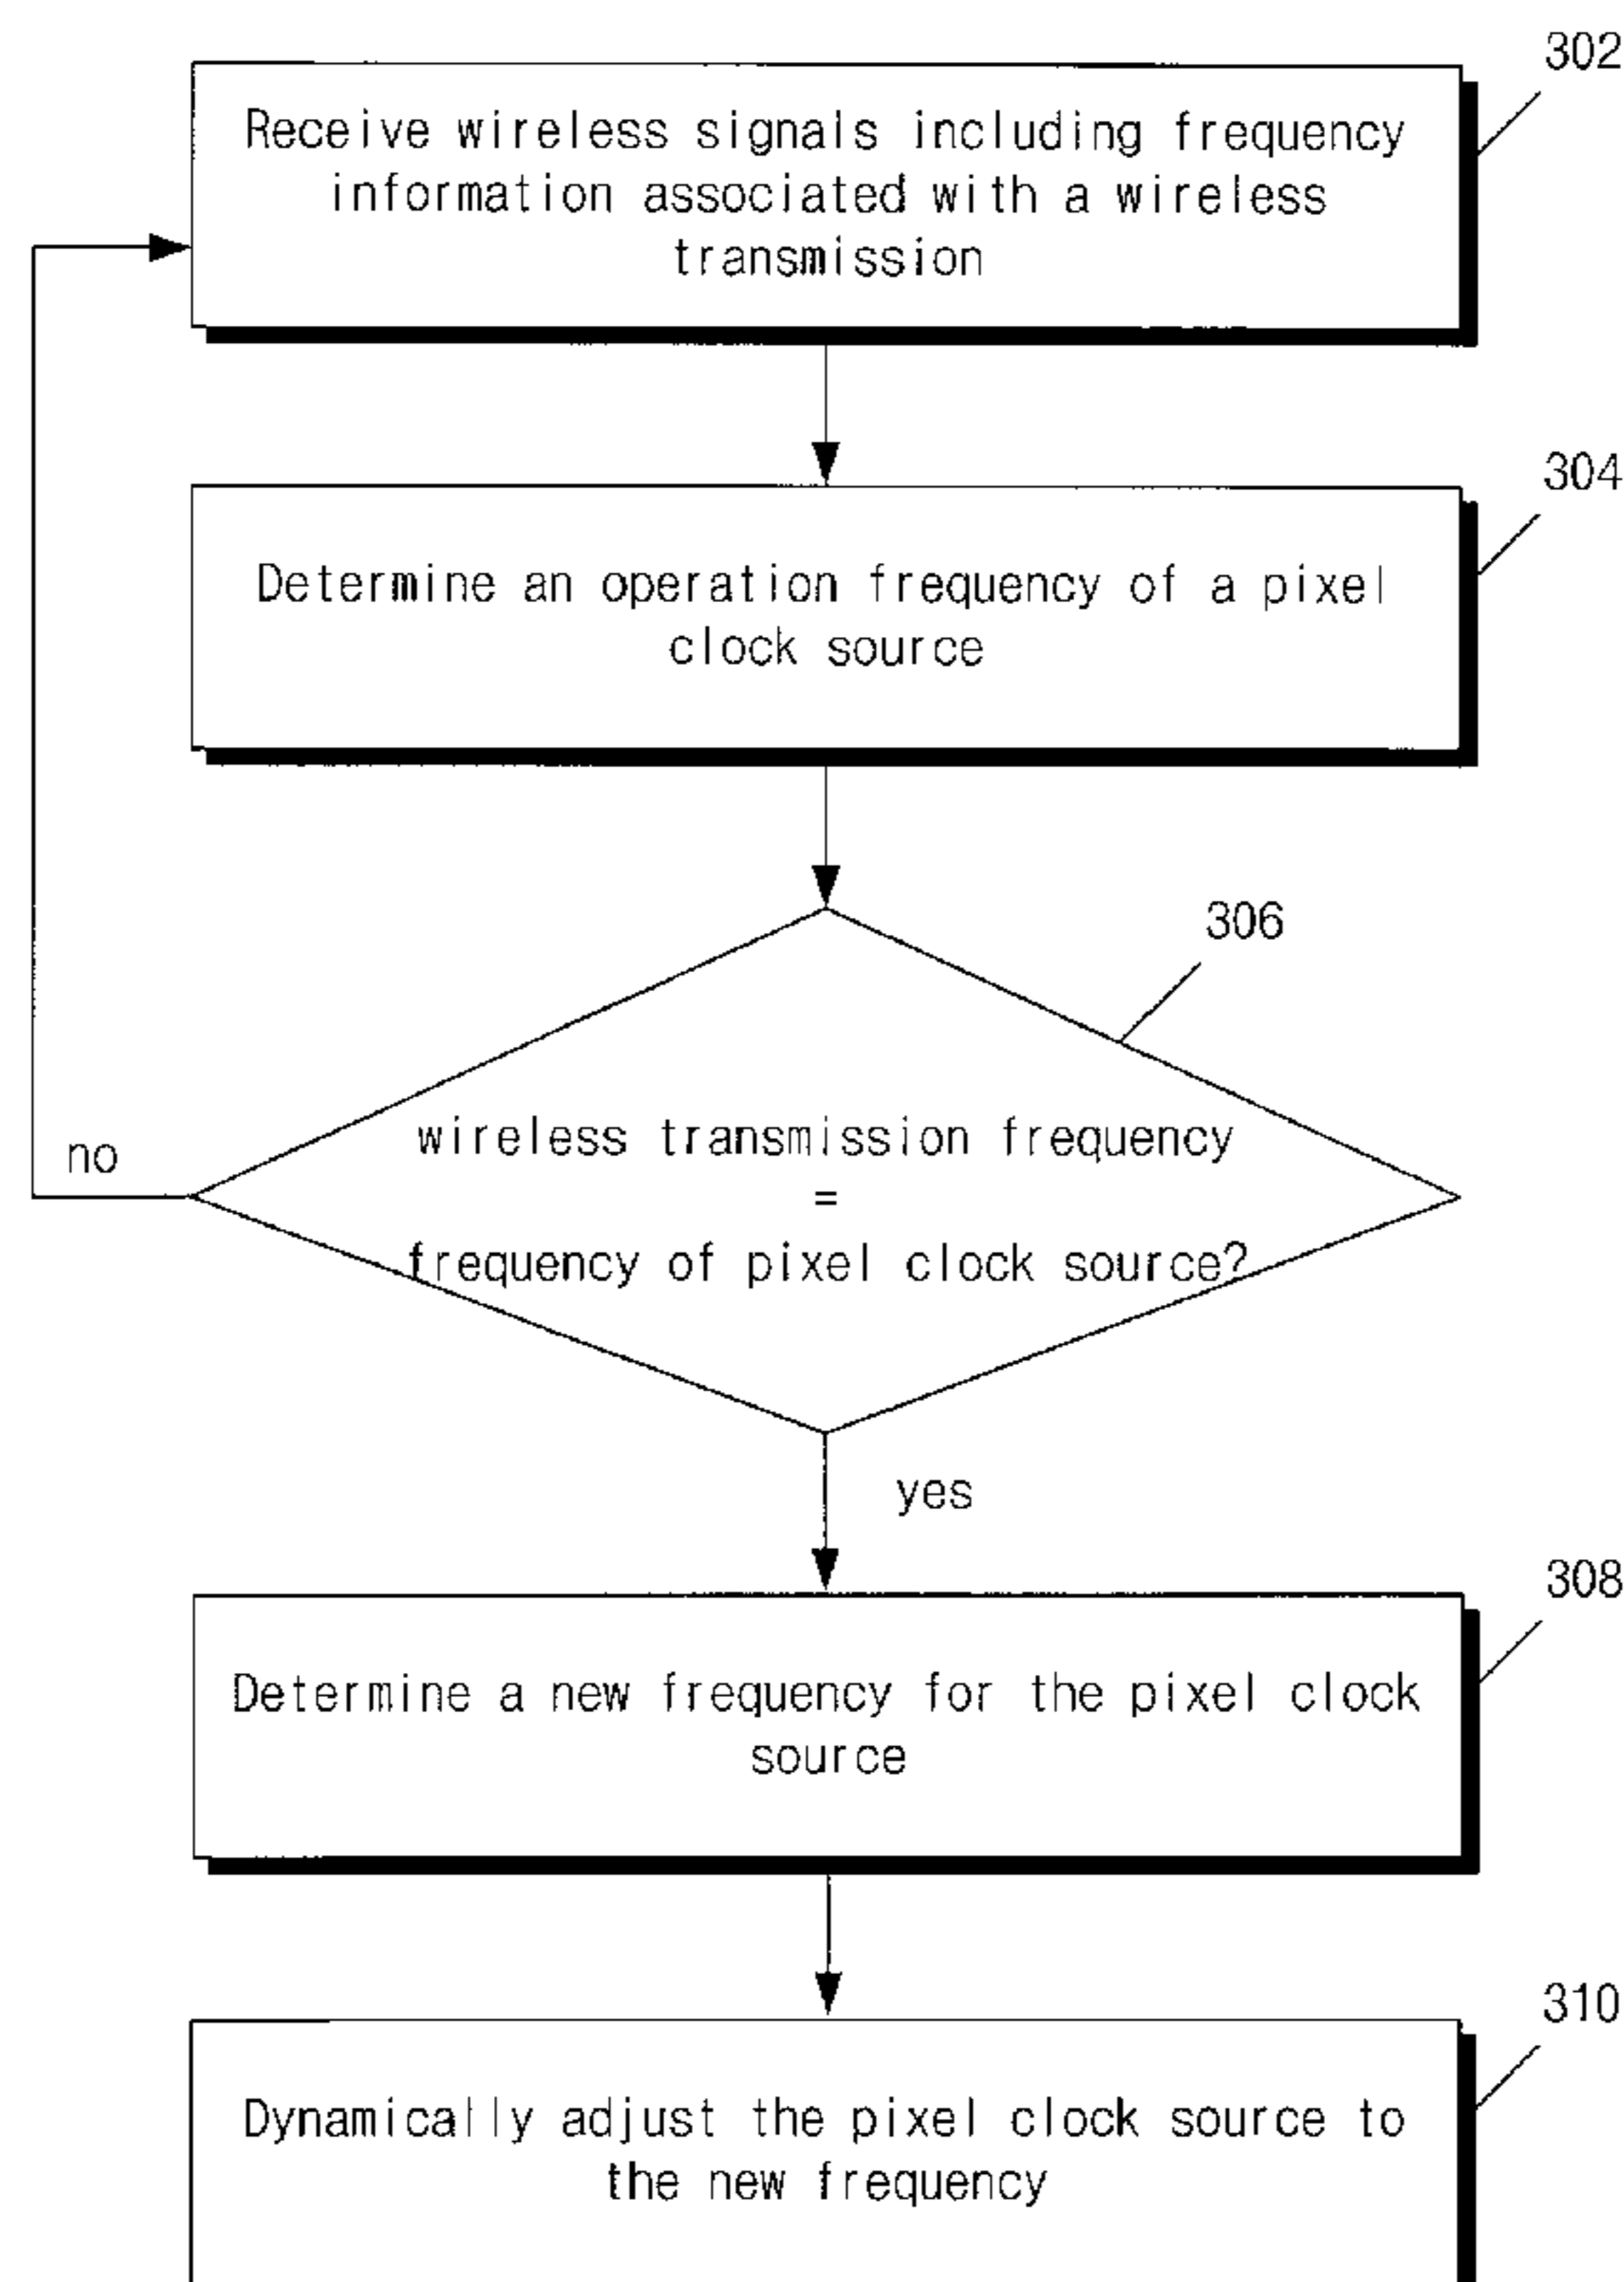 302
Receive wireless signals including frequency
information associated with a wireless
transmission
304
Determine an operation frequency of a pixel
clock source
306
wireless transmission frequency
=
frequency of pixel clock source?
no
yes
308
Determine a new frequency for the pixel clock
source
310
Dynamically adjust the pixel clock source to
the new frequency